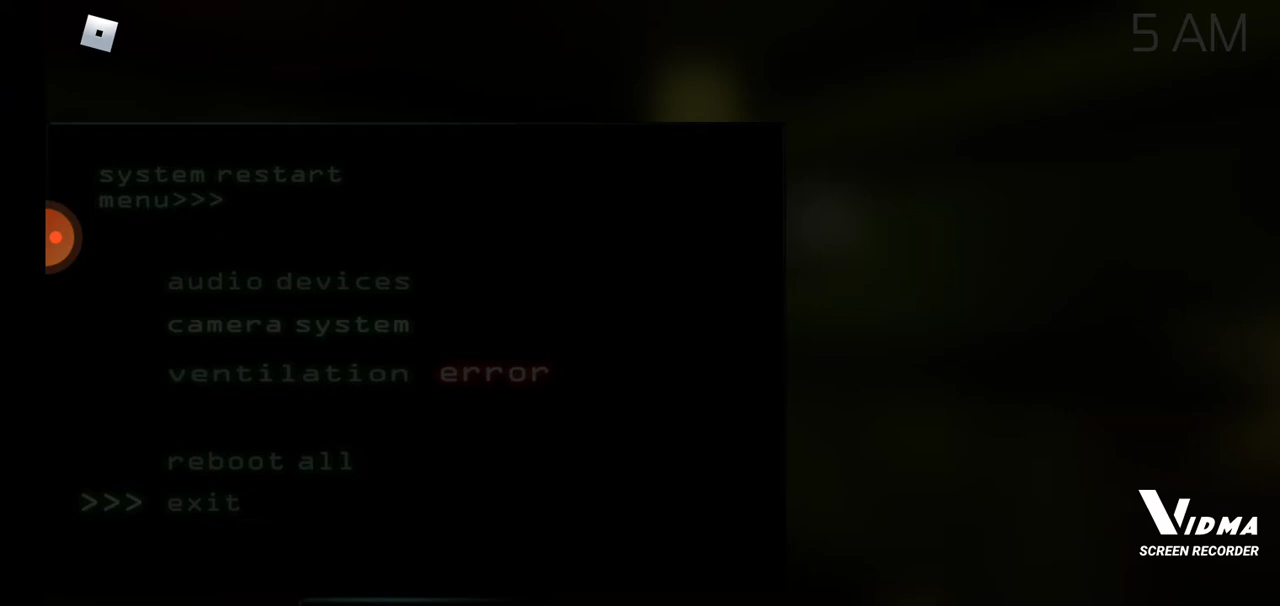 5 AM
system restart
menu>>>
audio devices
camera system
ventilation error
reboot all
>>> exit
VIDMA
SCREEN RECORDER